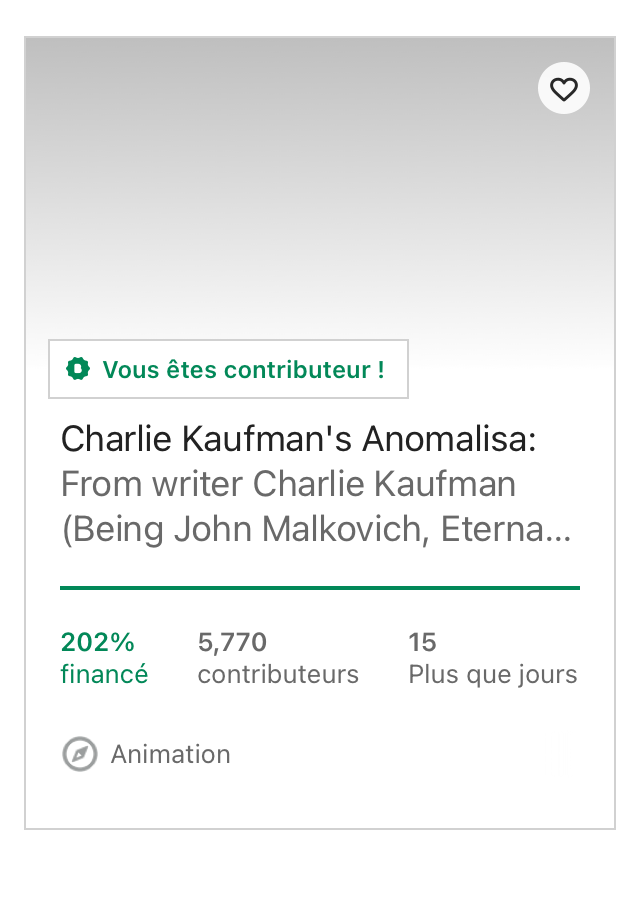 Vous êtes contributeur !
Charlie Kaufman's Anomalisa:
From writer Charlie Kaufman
(Being John Malkovich, Eterna...
202%
financé
5,770
contributeurs
15
Plus que jours
Animation